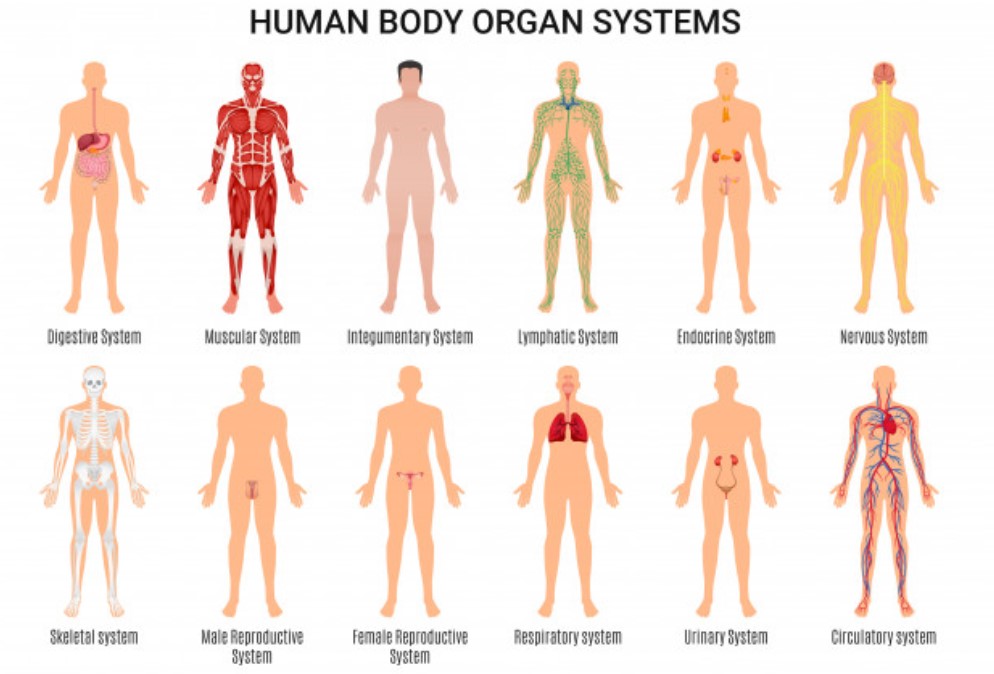 HUMAN BODY ORGAN SYSTEMS
Digestive System
Muscular System
Integumentary System
Lymphatic System
Endocrine System
Nervous System
Skeletal system
Male Reproductive
System
Female Reproductive
System
Respiratory system
Urinary System
Circulatory system